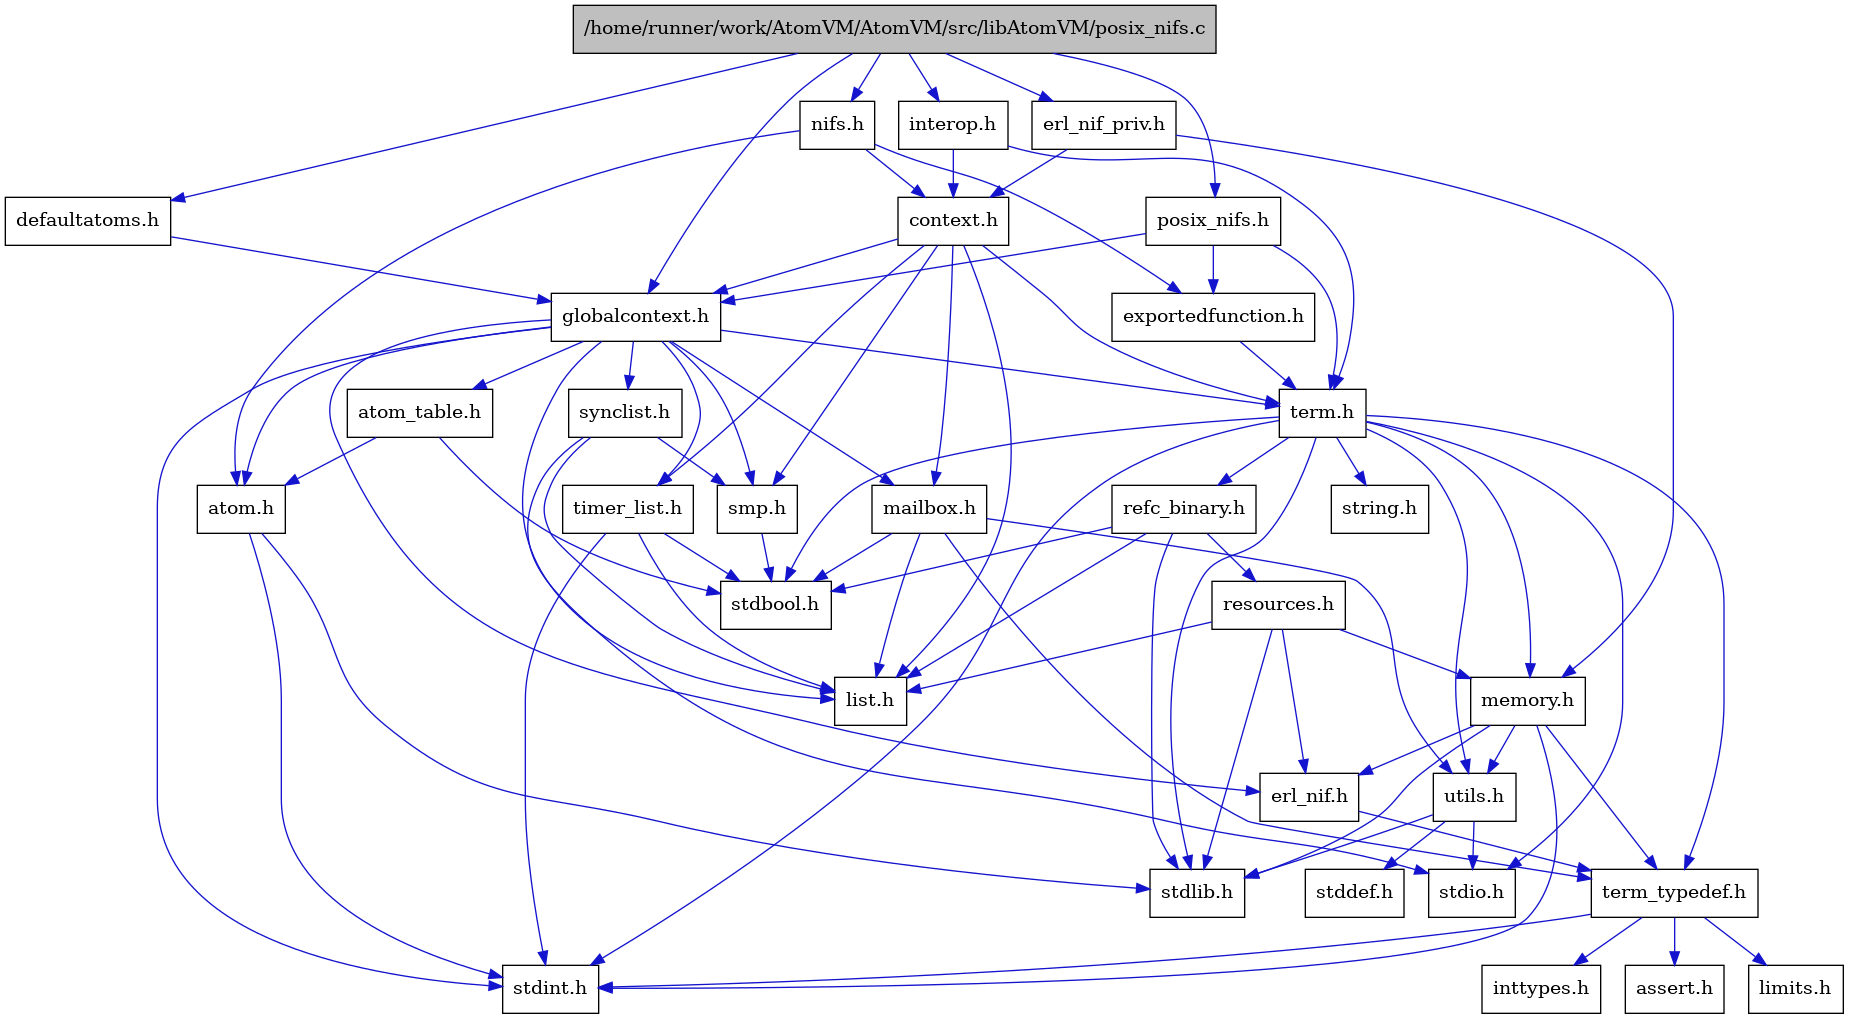 /home/runner/work/AtomVM/AtomVM/src/libAtomVM/posix_nifs.c
nifs.h
interop.h
erl_nif_priv.h
defaultatoms.h
context.h
posix_nifs.h
globalcontext.h
exportedfunction.h
atom_table.h
synclist.h
term.h
atom.h
timer_list.h
smp.h
mailbox.h
refc_binary.h
string.h
stdbool.h
resources.h
list.h
memory.h
erl_nif.h
utils.h
stdlib.h
stddef.h
stdio.h
term_typedef.h
stdint.h
inttypes.h
assert.h
limits.h